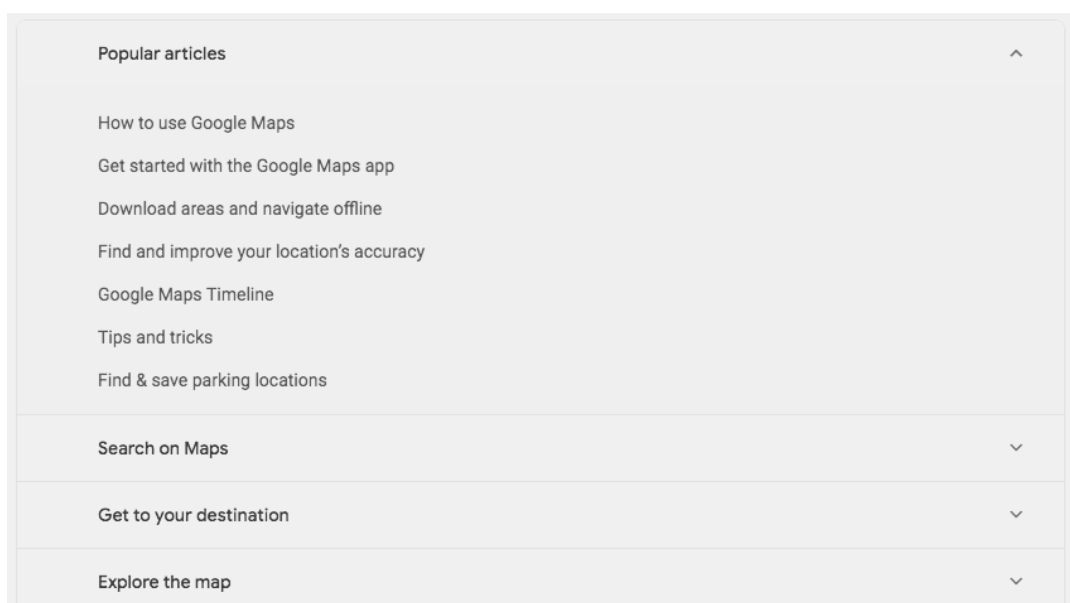 Popular articles
How to use Google Maps
Get started with the Google Maps app
Download areas and navigate offline
Find and improve your location’s accuracy
Google Maps Timeline
Tips and tricks
Find & save parking locations
Search on Maps
Get to your destination
Explore the map